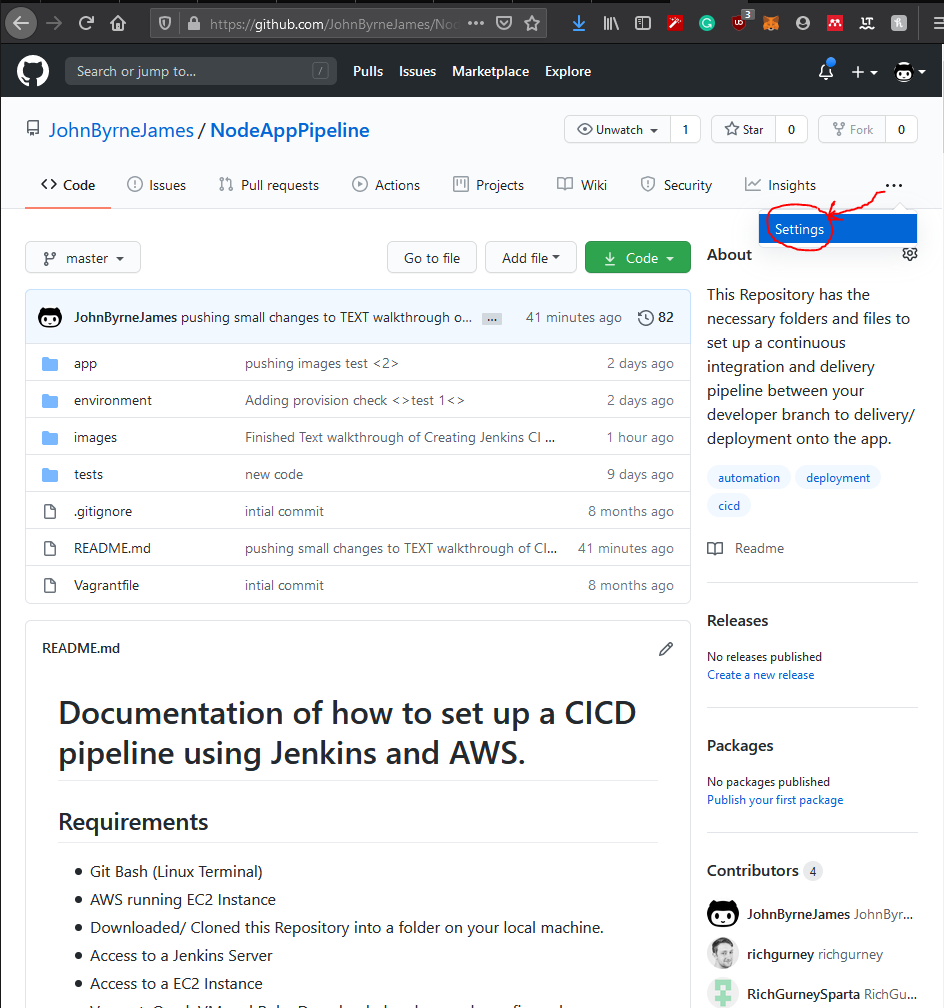 https://github.com/JohnByrneJames/No
3
Search or jump to…
/
Pulls Issues Marketplace Explore
JohnByrneJames / NodeAppPipeline
Unwatch 1 Star 0 Fork 0
Code Issues Pull requests Actions Projects Wiki Security Insights
Settings
master Go to file Add file Code
JohnByrneJames pushing small changes to TEXT walkthrough o... ... 41 minutes ago 82
app pushing images test <2> 2 days ago
environment Adding provision check <>test 1<> 2 days ago
images Finished Text walkthrough of Creating Jenkins CI ... 1 hour ago
tests new code 9 days ago
.gitignore intial commit 8 months ago
README.md pushing small changes to TEXT walkthrough of CI... 41 minutes ago
Vagrantfile intial commit 8 months ago
README.md
Documentation of how to set up a CICD
pipeline using Jenkins and AWS.
Requirements
Git Bash (Linux Terminal)
AWS running EC2 Instance
Downloaded/ Cloned this Repository into a folder on your local machine.
Access to a Jenkins Server
Access to a EC2 Instance
About
This Repository has the
necessary folders and files to
set up a continuous
integration and delivery
pipeline between your
developer branch to delivery/
deployment onto the app.
automation deployment
cicd
Readme
Releases
No releases published
Create a new release
Packages
No packages published
Publish your first package
Contributors 4
JohnByrneJames JohnByr...
richgurney richgurney
RichGurneySparta RichGu...